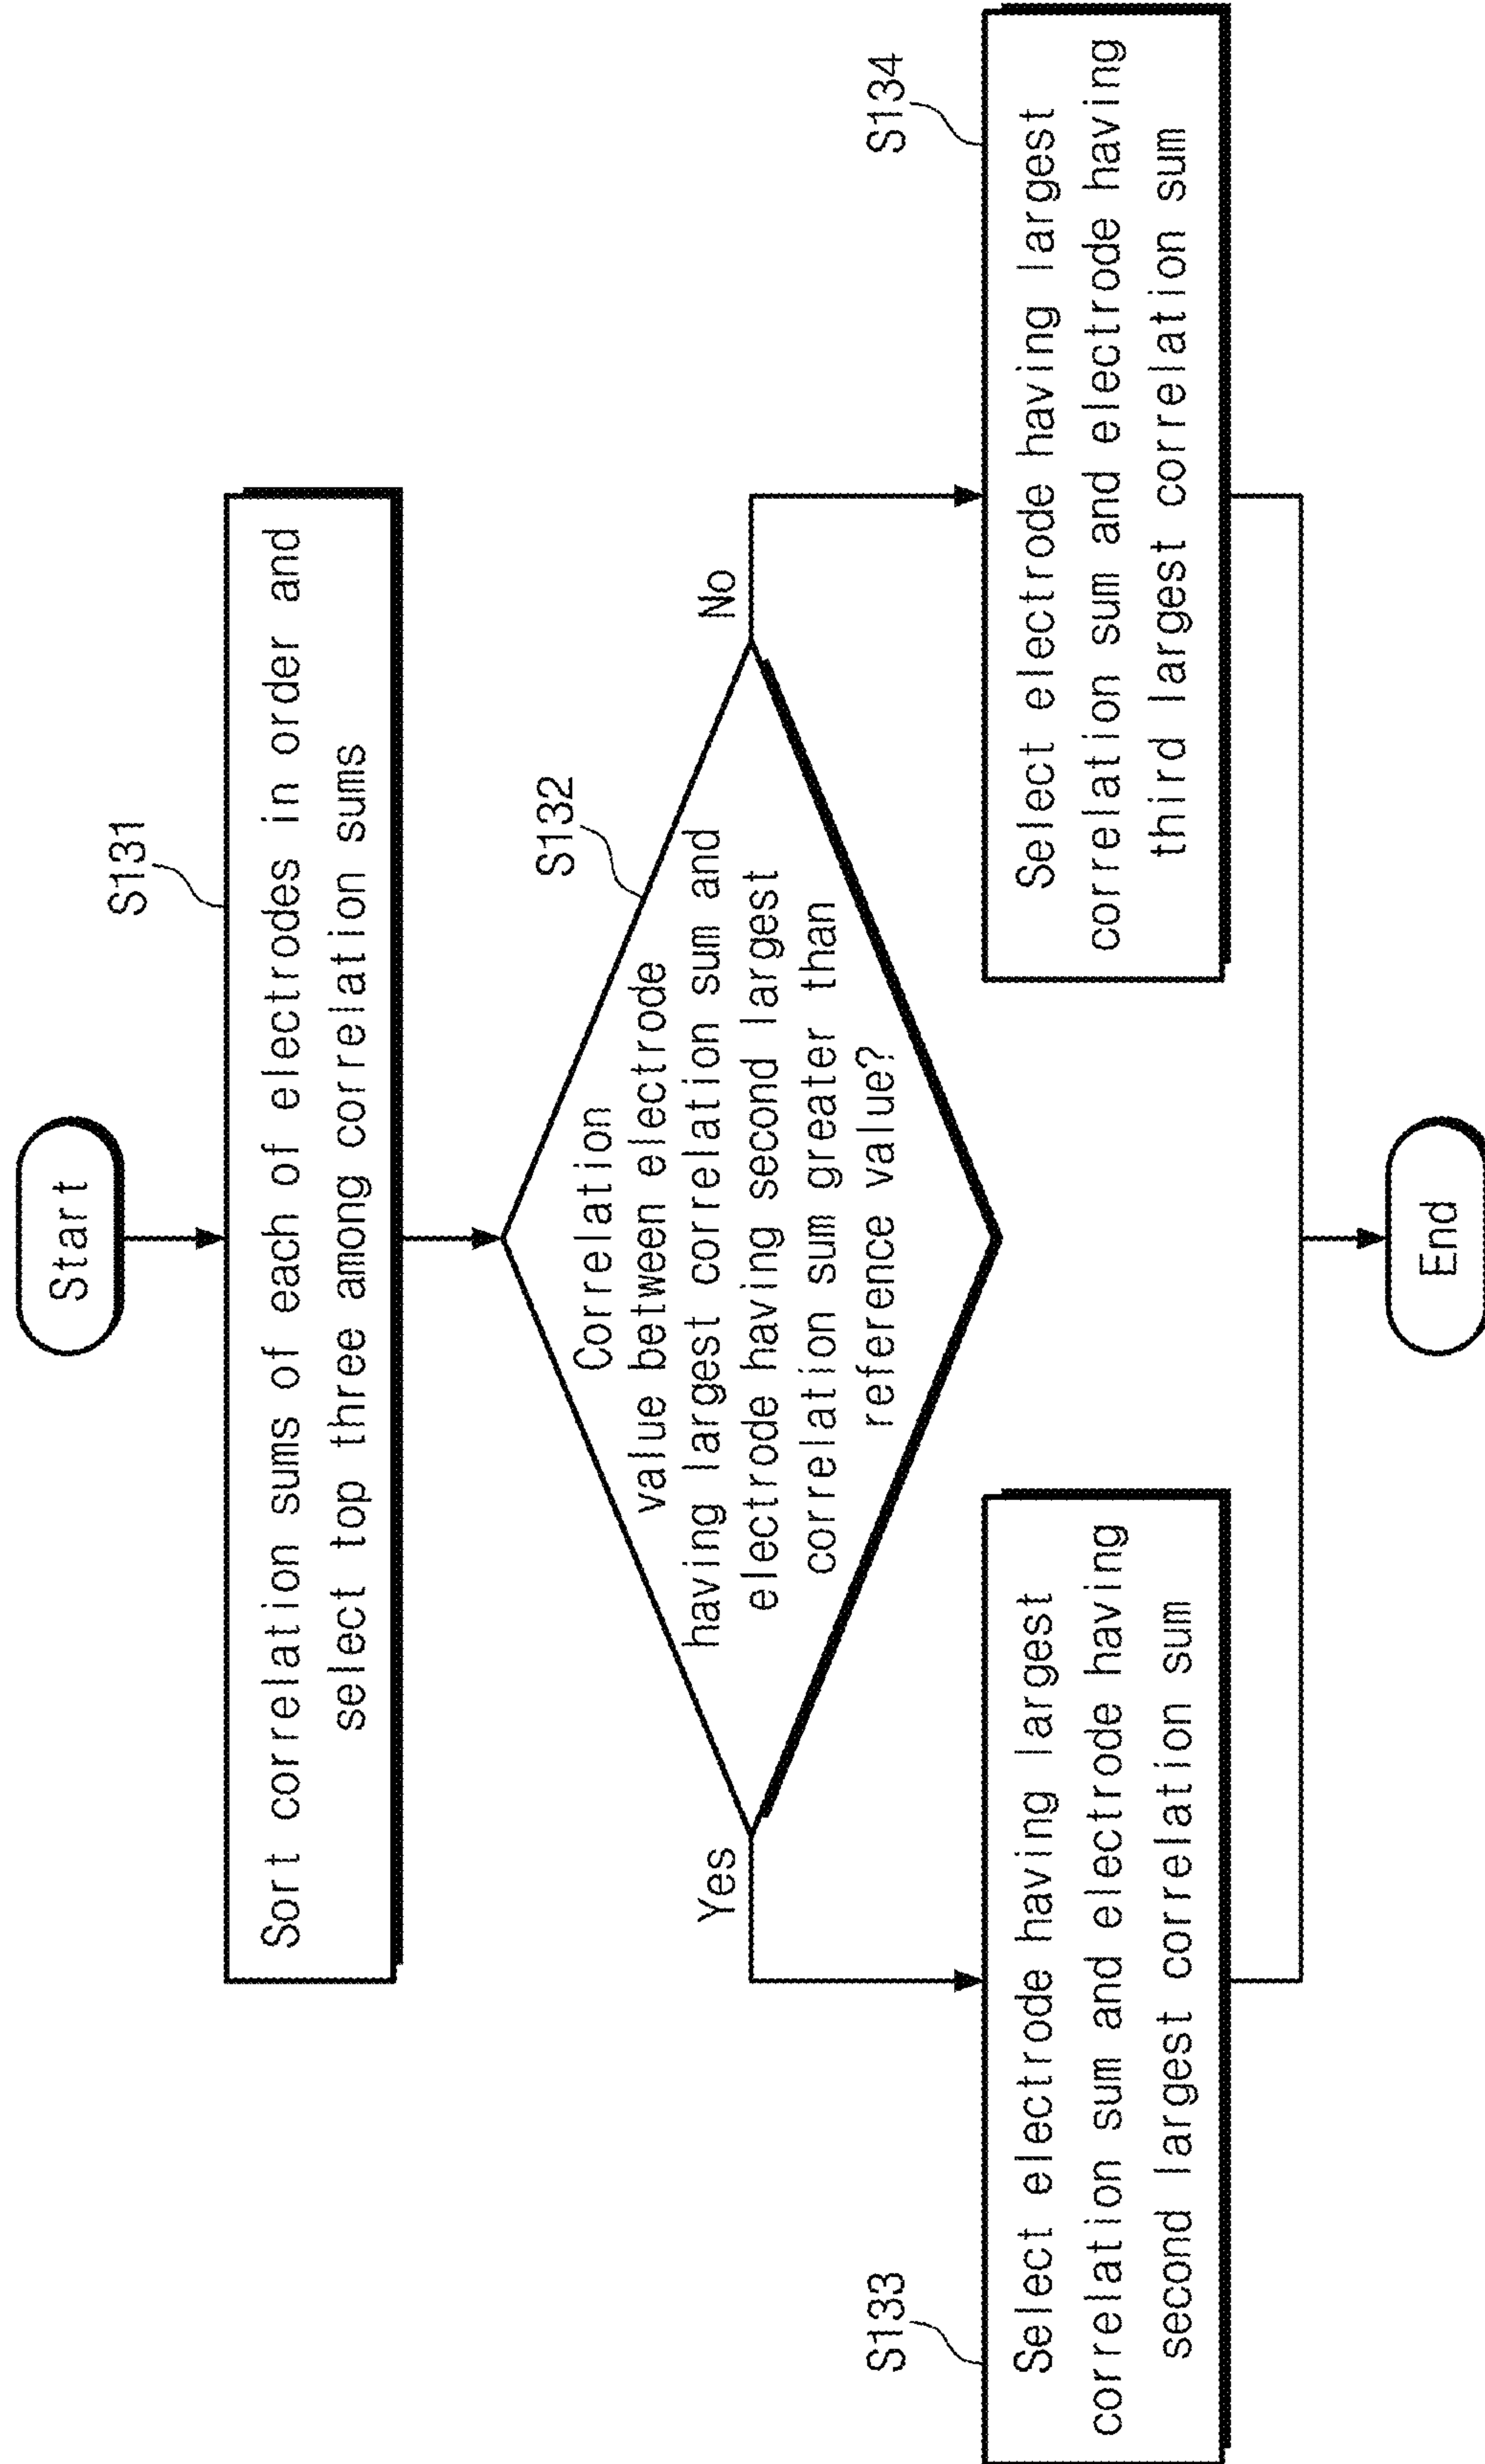 Start
S131
Sort correlation sums of each of electrodes in order and
select top three among correlation sums
S132
Correlation
value between electrode
having largest correlation sum and
electrode having second largest
correlation sum greater than
reference value?
Yes
No
S133
Select electrode having largest
correlation sum and electrode having
second largest correlation sum
S134
Select electrode having largest
correlation sum and electrode having
third largest correlation sum
End